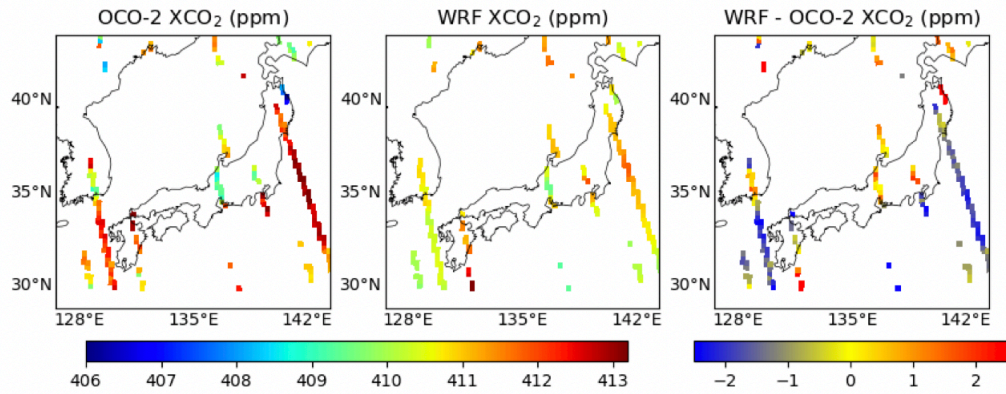 OCO-2 XCO₂ (ppm)
WRF XCO₂ (ppm)
WRF - OCO-2 XCO₂ (ppm)
40°N
35°N
30°N
128°E 135°E 142°E
40°N
35°N
30°N
128°E 135°E 142°E
40°N
35°N
30°N
128°E 135°E 142°E
406 407 408 409 410 411 412 413
−2 −1 0 1 2